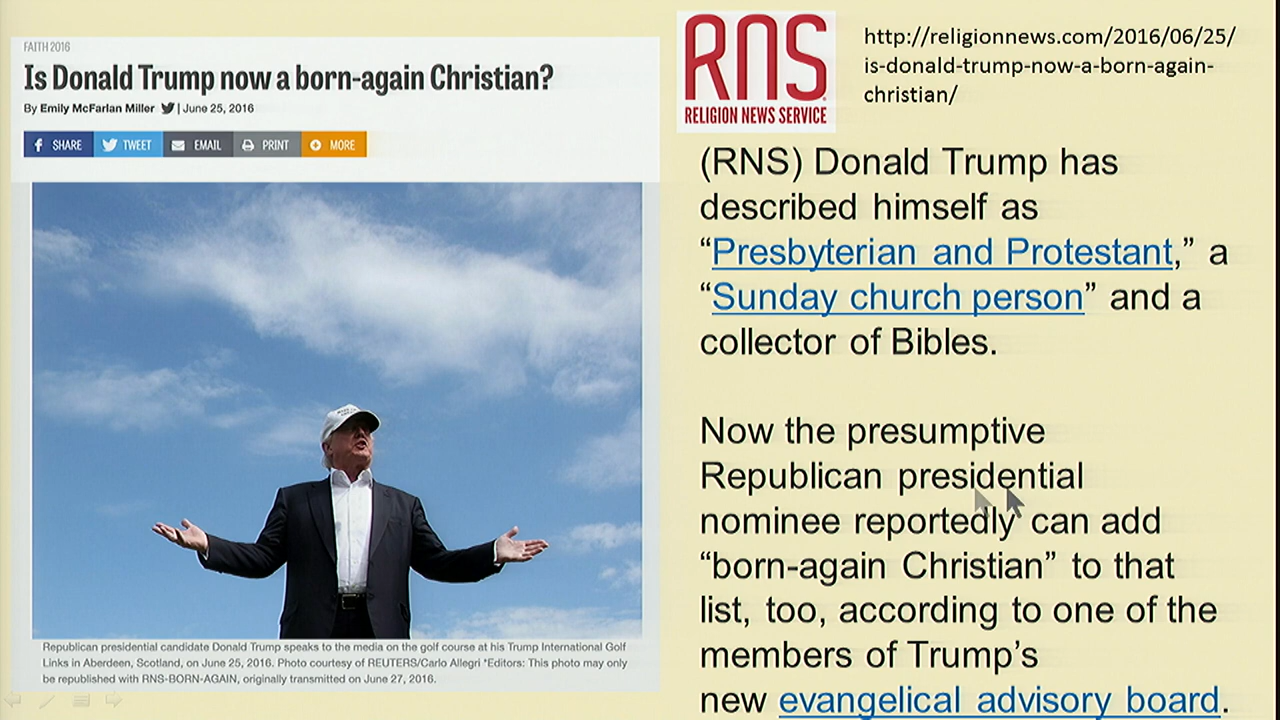 FAITH 2016
Is Donald Trump now a born-again Christian?
By Emily McFarlan Miller | June 25, 2016
SHARE TWEET EMAIL PRINT MORE
Republican presidential candidate Donald Trump speaks to the media on the golf course at his Trump International Golf
Links in Aberdeen, Scotland, on June 25, 2016. Photo courtesy of REUTERS/Carlo Allegri *Editors: This photo may only
be republished with RNS-BORN-AGAIN, originally transmitted on June 27, 2016.
RNS
RELIGION NEWS SERVICE
http://religionnews.com/2016/06/25/
is-donald-trump-now-a-born-again-
christian/
(RNS) Donald Trump has
described himself as
“Presbyterian and Protestant,” a
“Sunday church person” and a
collector of Bibles.
Now the presumptive
Republican presidential
nominee reportedly can add
“born-again Christian” to that
list, too, according to one of the
members of Trump’s
new evangelical advisory board.